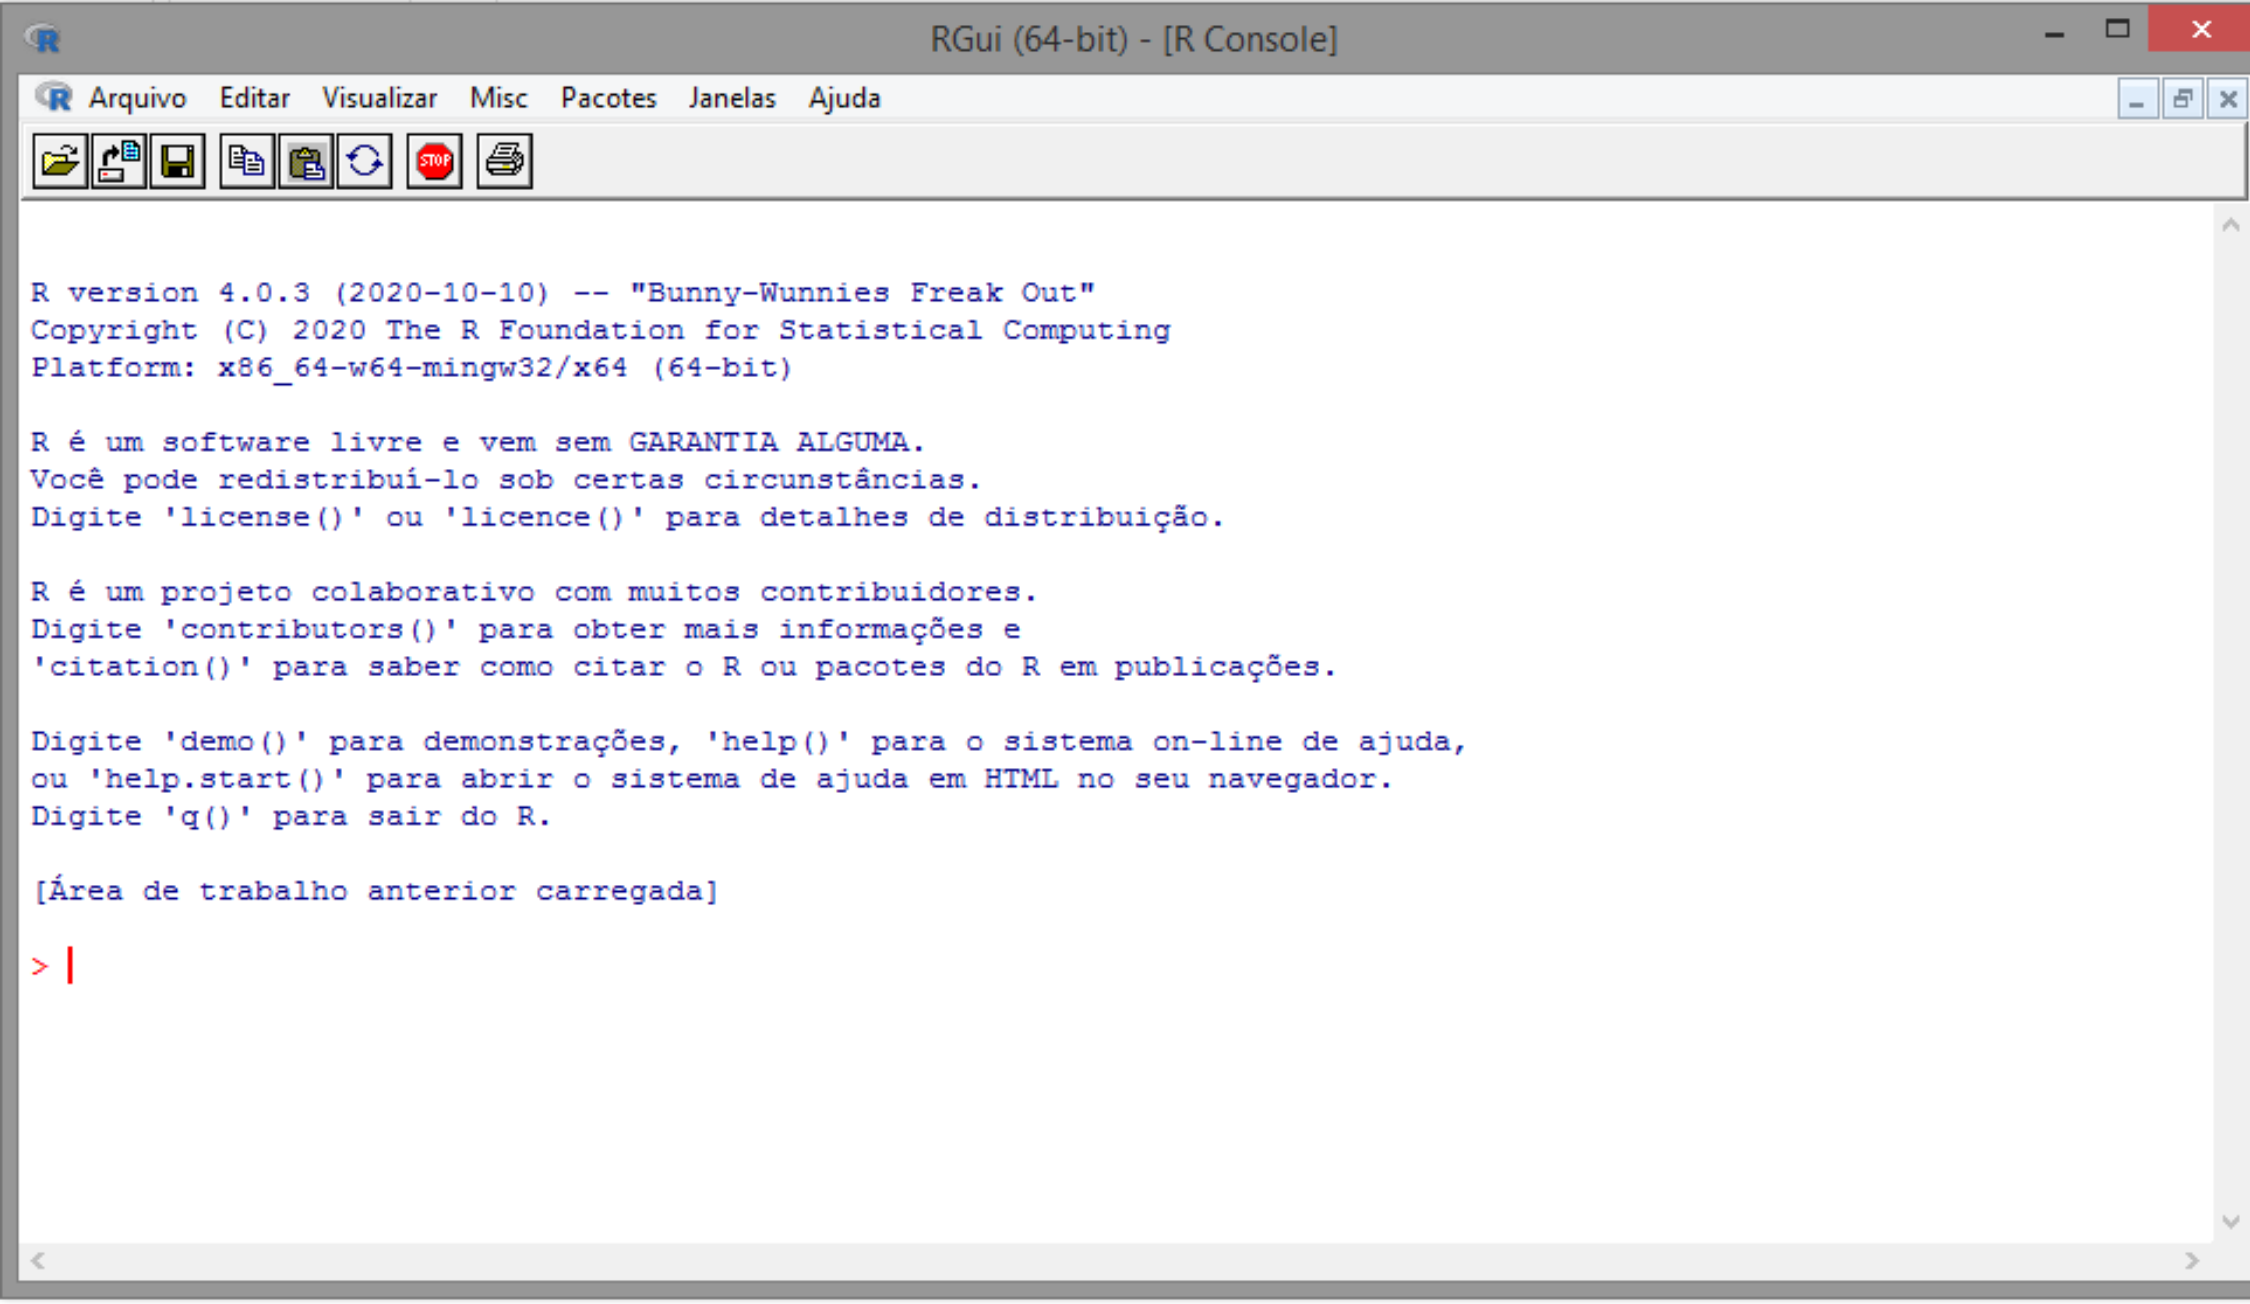 RGui (64-bit) - [R Console]
Arquivo Editar Visualizar Misc Pacotes Janelas Ajuda
STOP
R version 4.0.3 (2020-10-10) -- "Bunny-Wunnies Freak Out"
Copyright (C) 2020 The R Foundation for Statistical Computing
Platform: x86_64-w64-mingw32/x64 (64-bit)
R é um software livre e vem sem GARANTIA ALGUMA.
Você pode redistribuí-lo sob certas circunstâncias.
Digite 'license()' ou 'licence()' para detalhes de distribuição.
R é um projeto colaborativo com muitos contribuidores.
Digite 'contributors()' para obter mais informações e
'citation()' para saber como citar o R ou pacotes do R em publicações.
Digite 'demo()' para demonstrações, 'help()' para o sistema on-line de ajuda,
ou 'help.start()' para abrir o sistema de ajuda em HTML no seu navegador.
Digite 'q()' para sair do R.
[Área de trabalho anterior carregada]
>